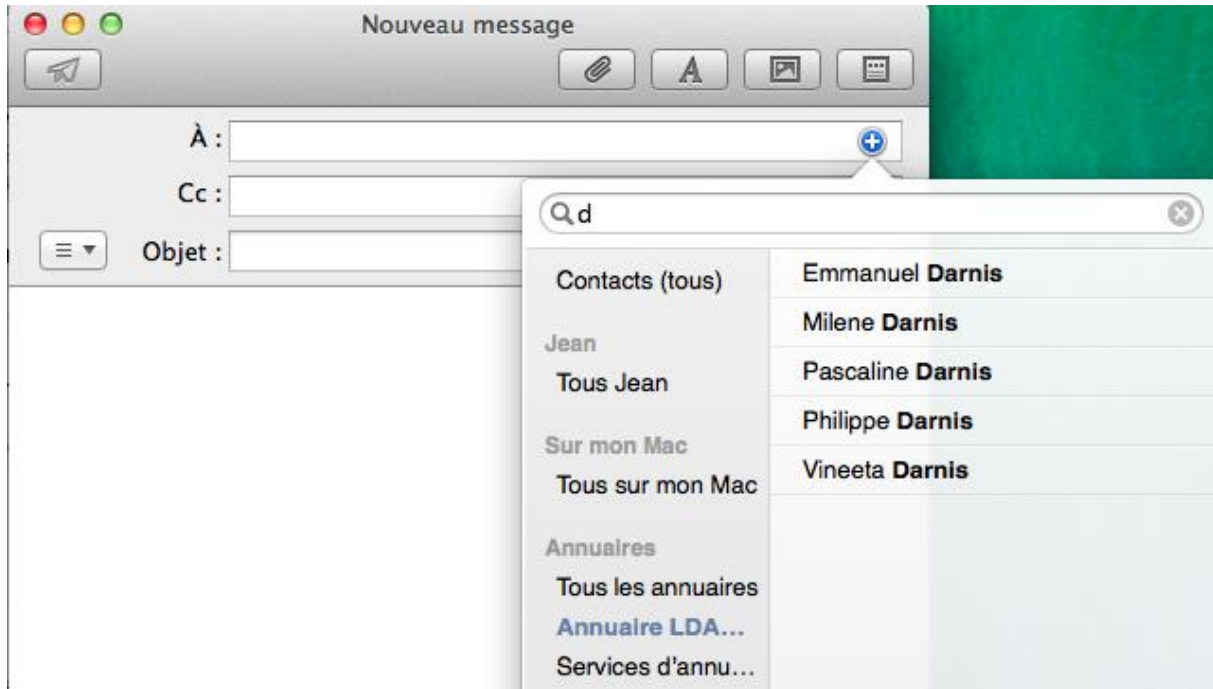 Nouveau message
À :
Cc :
Objet :
d
Contacts (tous)
Jean
Tous Jean
Sur mon Mac
Tous sur mon Mac
Annuaires
Tous les annuaires
Annuaire LDA...
Services d'annu...
Emmanuel Darnis
Milene Darnis
Pascaline Darnis
Philippe Darnis
Vineeta Darnis